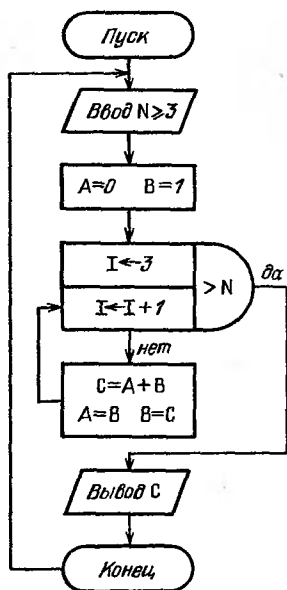 Пуск
Ввод N≥3
A=0 B=1
I←3
I←I+1
>N
да
нет
C=A+B
A=B B=C
Вывод C
Конец